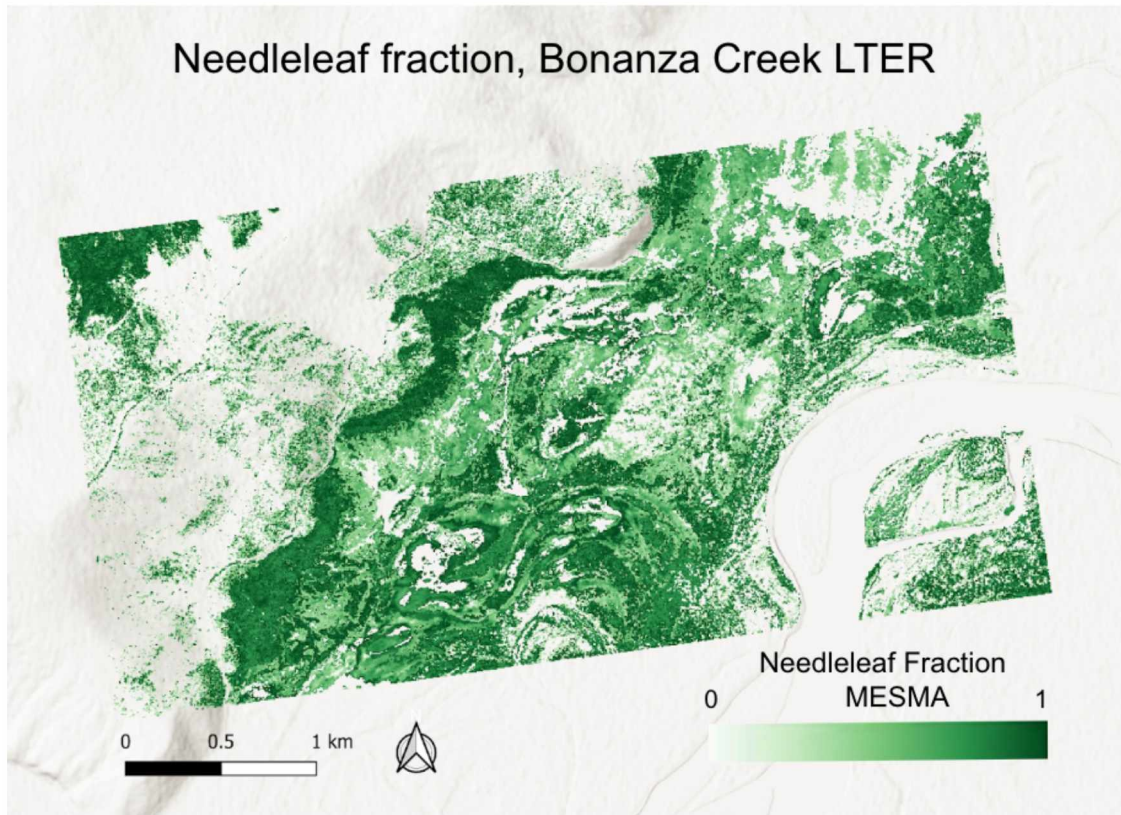 Needleleaf fraction, Bonanza Creek LTER
Needleleaf Fraction
0 MESMA 1
0 0.5 1 km